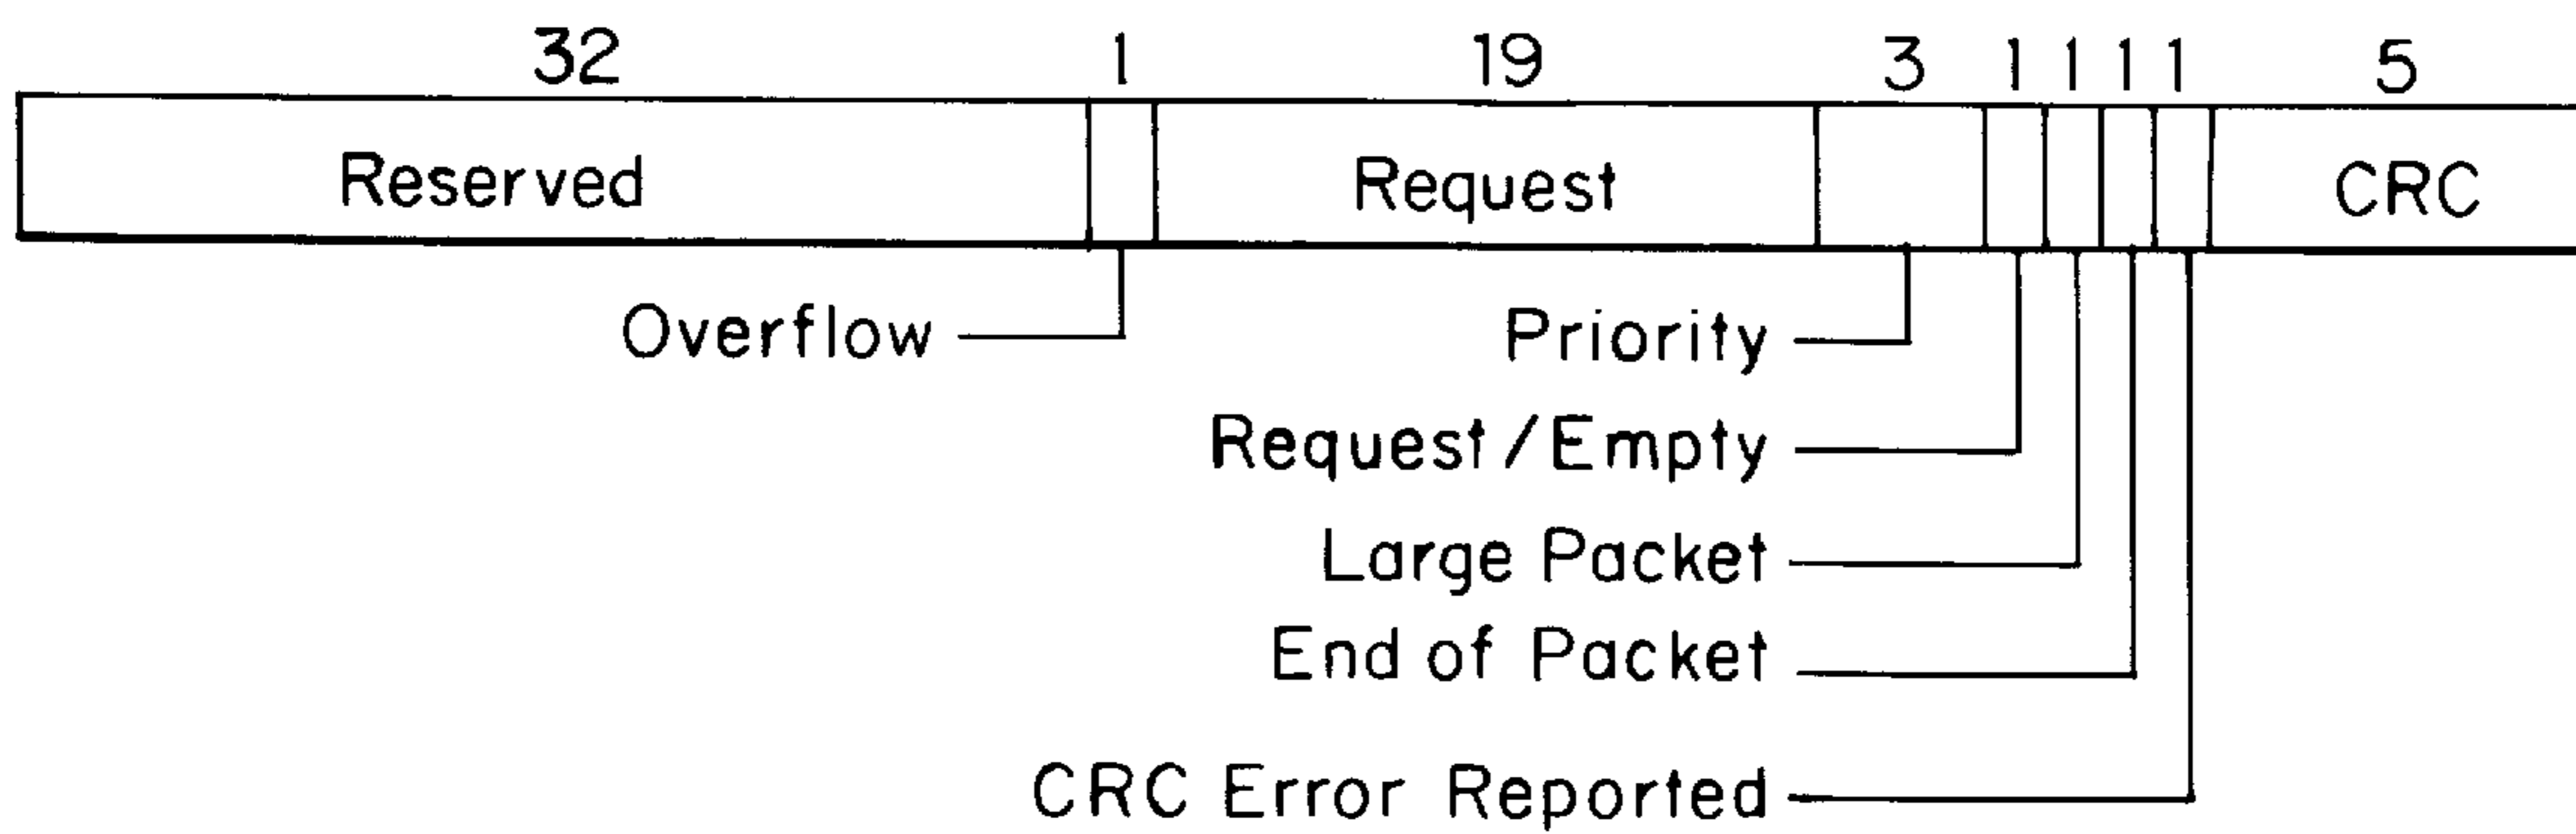 32 1 19 3 1 1 1 1 5
Reserved Request CRC
Overflow
Priority
Request/Empty
Large Packet
End of Packet
CRC Error Reported